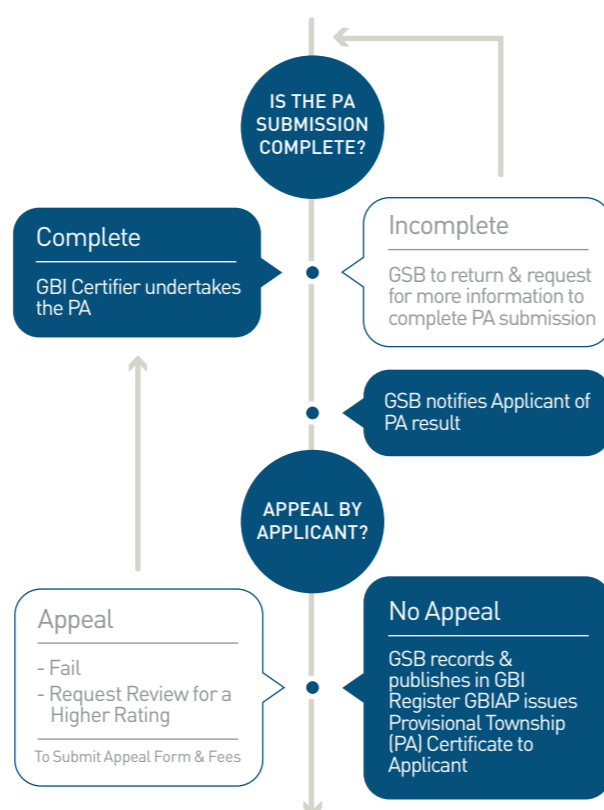 IS THE PA
SUBMISSION
COMPLETE?
Complete
GBI Certifier undertakes
the PA
Incomplete
GSB to return & request
for more information to
complete PA submission
GSB notifies Applicant of
PA result
APPEAL BY
APPLICANT?
Appeal
- Fail
- Request Review for a
Higher Rating
To Submit Appeal Form & Fees
No Appeal
GSB records &
publishes in GBI
Register GBIAP issues
Provisional Township
(PA) Certificate to
Applicant